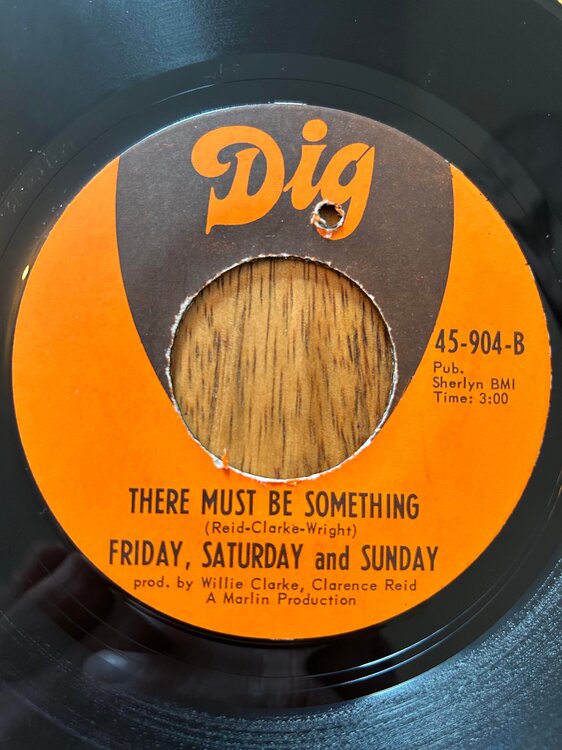 Dig
45-904-B
Pub.
Sherlyn BMI
Time: 3:00
THERE MUST BE SOMETHING
(Reid-Clarke-Wright)
FRIDAY, SATURDAY and SUNDAY
prod. by Willie Clarke, Clarence Reid
A Marlin Production